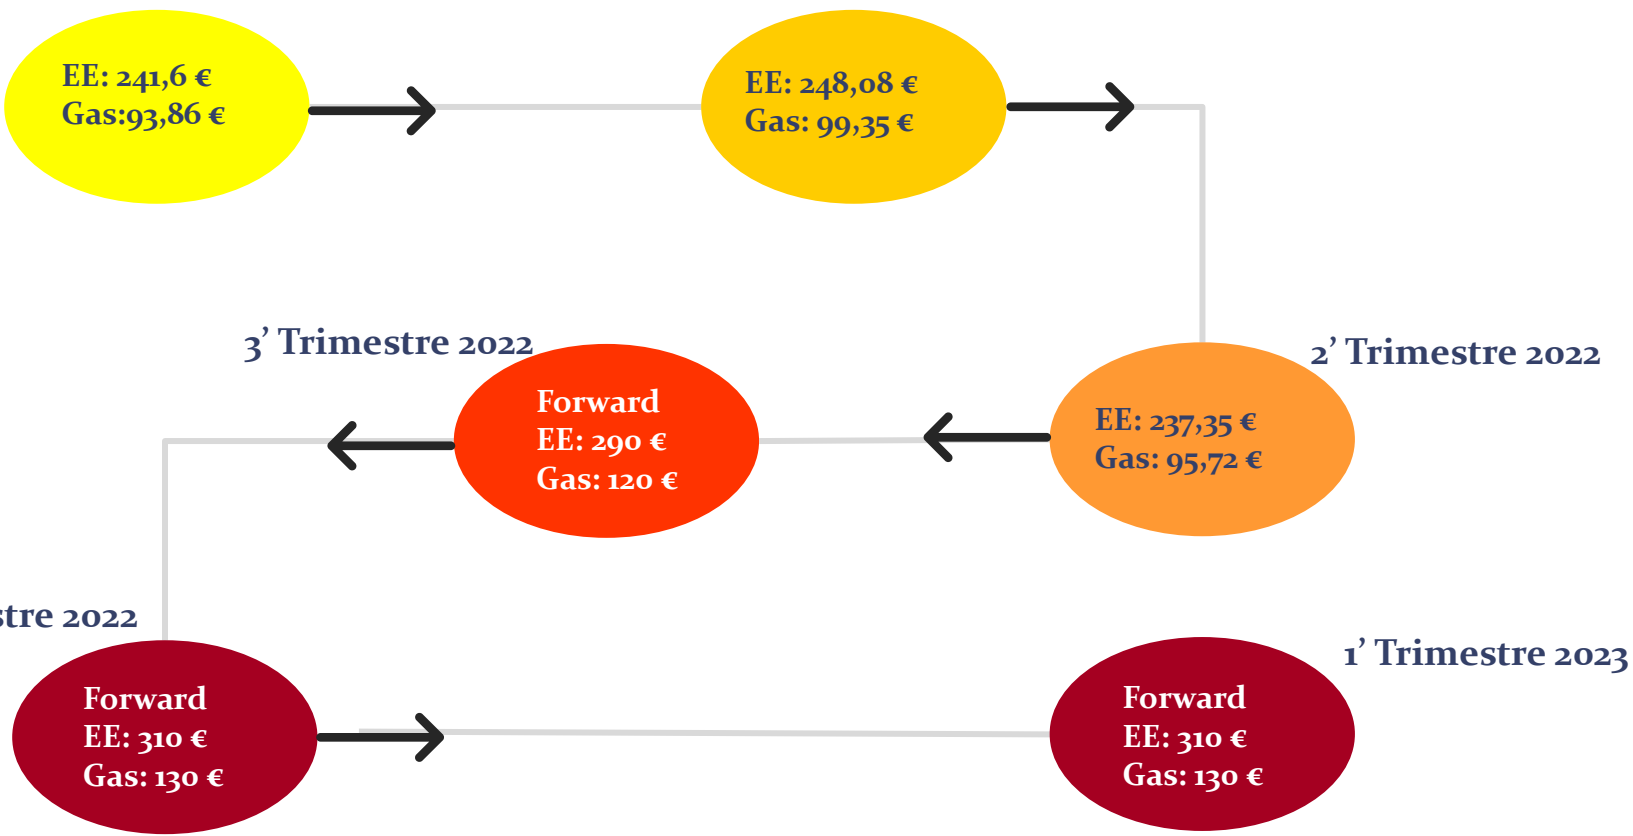 EE: 241,6 €
Gas:93,86 €
EE: 248,08 €
Gas: 99,35 €
3’ Trimestre 2022
2’ Trimestre 2022
Forward
EE: 290 €
Gas: 120 €
EE: 237,35 €
Gas: 95,72 €
stre 2022
1’ Trimestre 2023
Forward
EE: 310 €
Gas: 130 €
Forward
EE: 310 €
Gas: 130 €